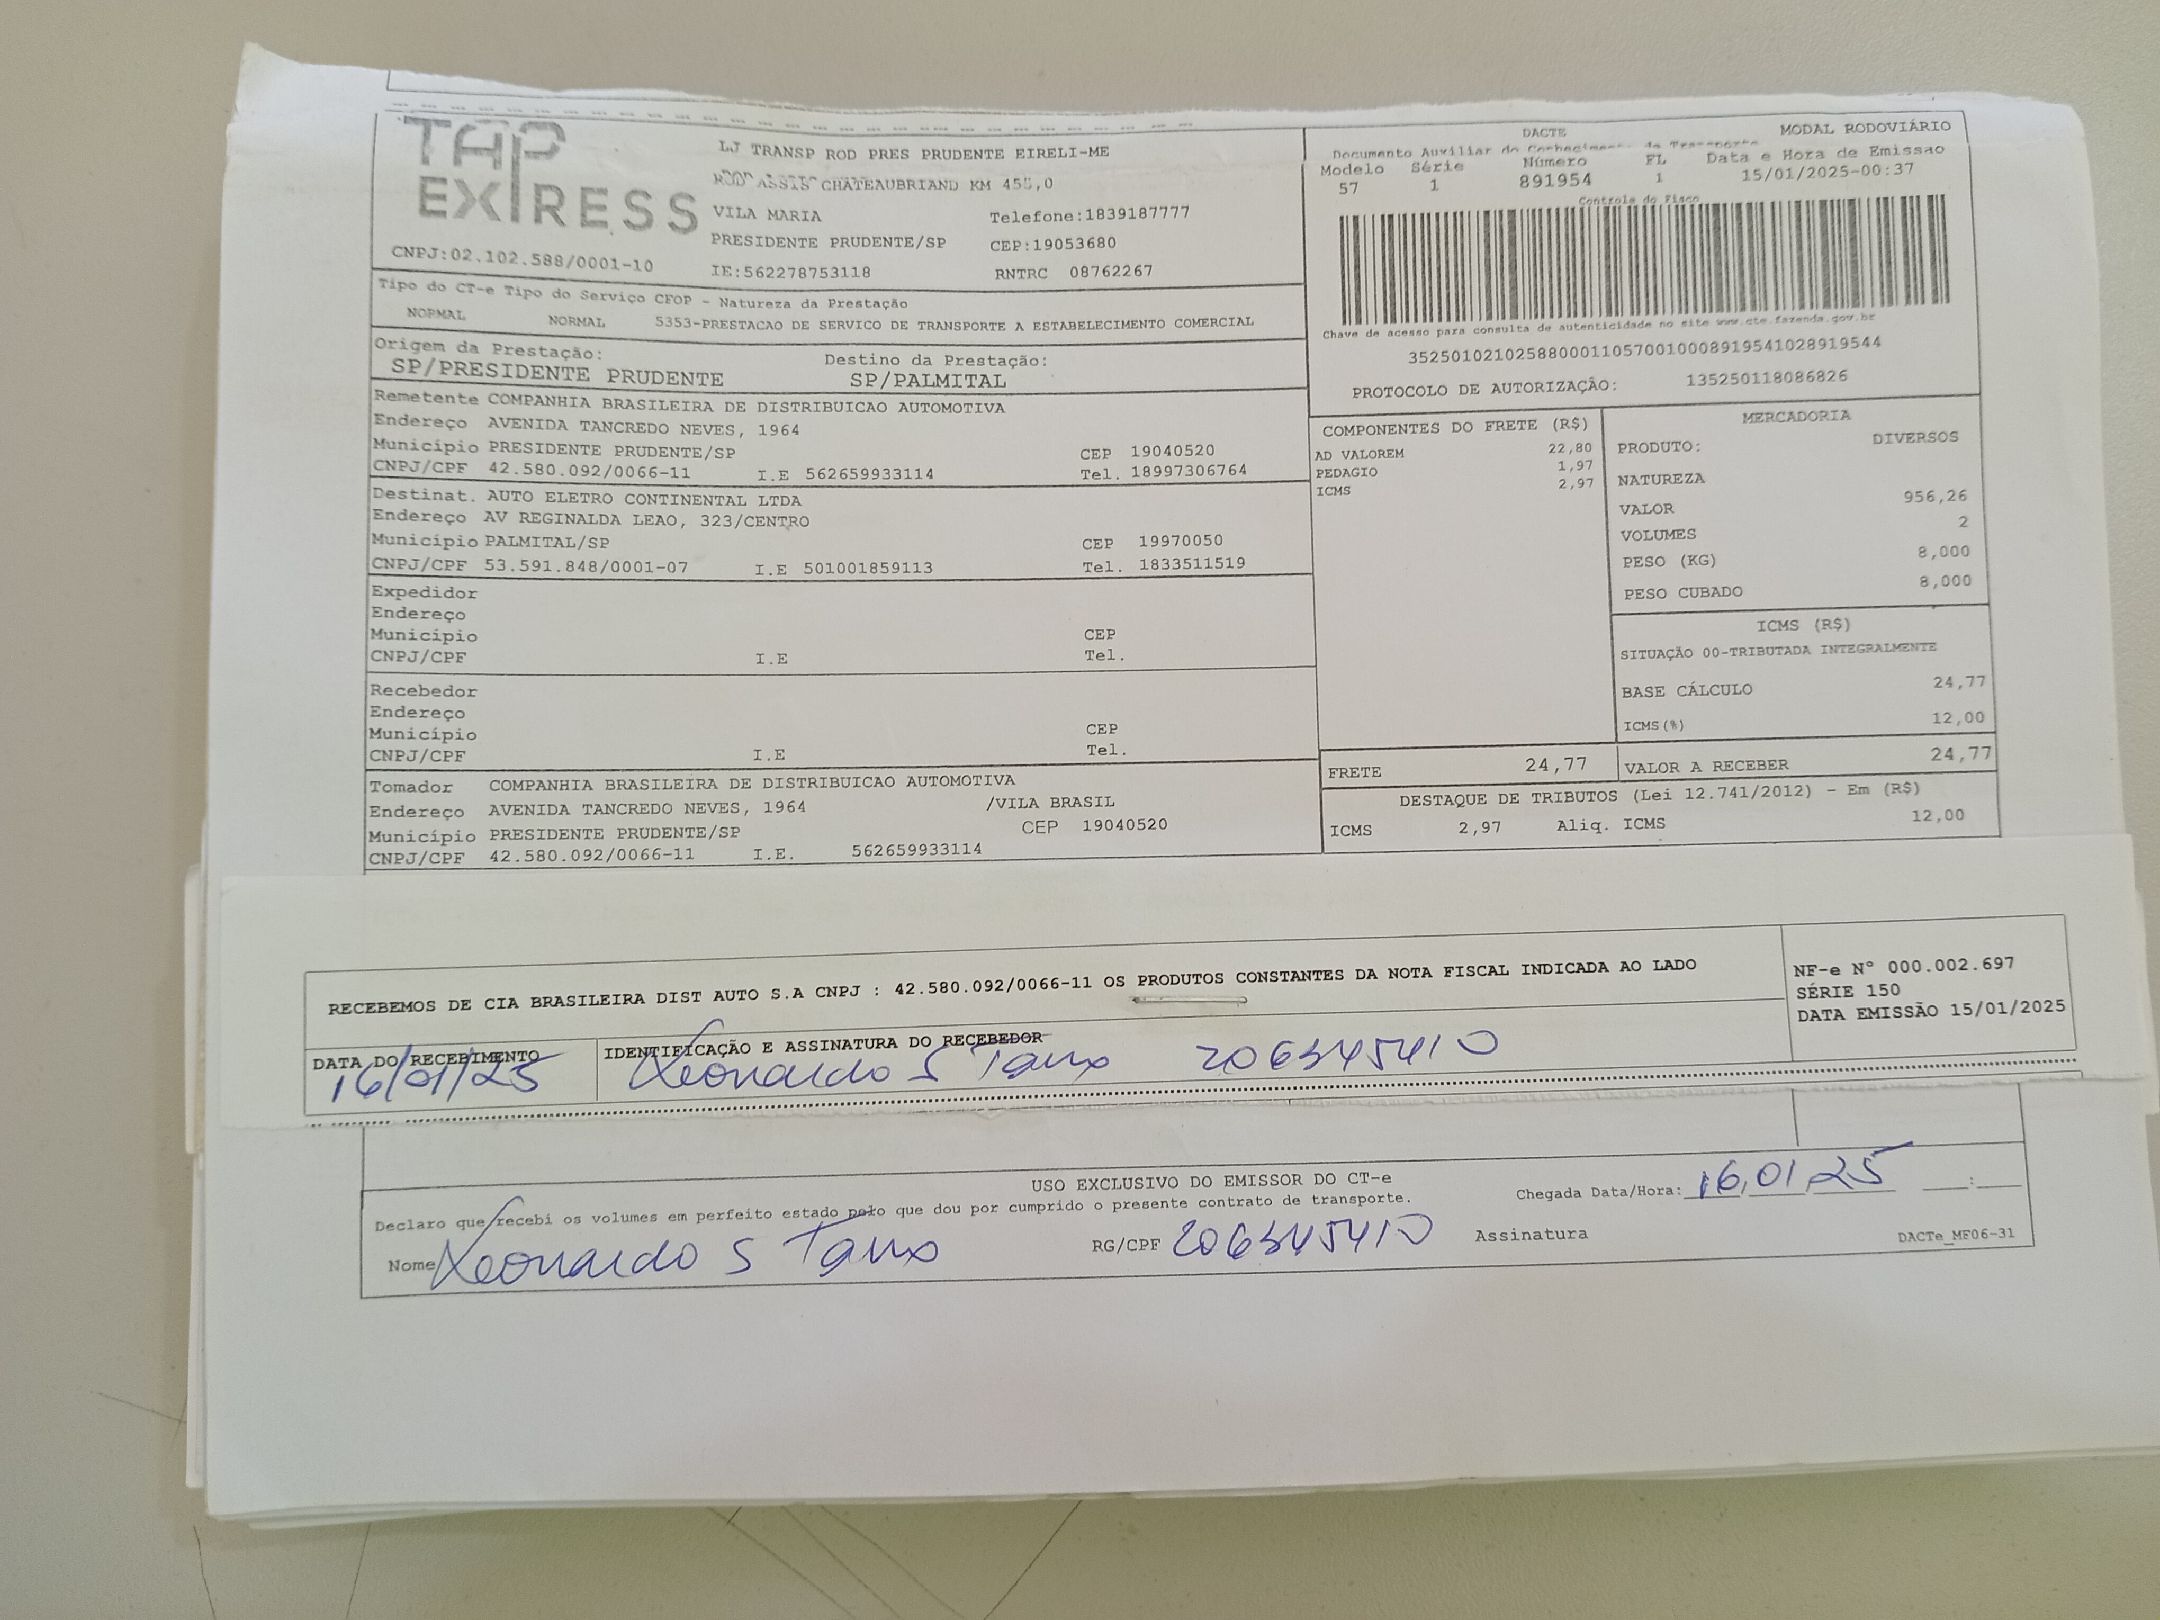 TAP EXPRESS
CNPJ:02.102.588/0001-10
LJ TRANSP ROD PRES PRUDENTE EIRELI-ME
ROD ASSIS CHATEAUBRIAND KM 455,0
VILA MARIA Telefone:1839187777
PRESIDENTE PRUDENTE/SP CEP:19053680
IE:562278753118 RNTRC 08762267
DACTE MODAL RODOVIÁRIO
Documento Auxiliar do Conhecimento de Transporte
Modelo Série Número FL Data e Hora de Emissao
57 1 891954 1 15/01/2025-00:37
Controle do Fisco
Chave de acesso para consulta de autenticidade no site www.cte.fazenda.gov.br
35250102102588000110570010008919541028919544
PROTOCOLO DE AUTORIZAÇÃO: 135250118086826
Tipo do CT-e Tipo do Serviço CFOP - Natureza da Prestação
NORMAL NORMAL 5353-PRESTACAO DE SERVICO DE TRANSPORTE A ESTABELECIMENTO COMERCIAL
Origem da Prestação: Destino da Prestação:
SP/PRESIDENTE PRUDENTE SP/PALMITAL
Remetente COMPANHIA BRASILEIRA DE DISTRIBUICAO AUTOMOTIVA
Endereço AVENIDA TANCREDO NEVES, 1964
Município PRESIDENTE PRUDENTE/SP CEP 19040520
CNPJ/CPF 42.580.092/0066-11 I.E 562659933114 Tel. 18997306764
Destinat. AUTO ELETRO CONTINENTAL LTDA
Endereço AV REGINALDA LEAO, 323/CENTRO
Município PALMITAL/SP CEP 19970050
CNPJ/CPF 53.591.848/0001-07 I.E 501001859113 Tel. 1833511519
Expedidor
Endereço
Município CEP
CNPJ/CPF I.E Tel.
Recebedor
Endereço
Município CEP
CNPJ/CPF I.E Tel.
Tomador COMPANHIA BRASILEIRA DE DISTRIBUICAO AUTOMOTIVA
Endereço AVENIDA TANCREDO NEVES, 1964 /VILA BRASIL
Município PRESIDENTE PRUDENTE/SP CEP 19040520
CNPJ/CPF 42.580.092/0066-11 I.E. 562659933114
COMPONENTES DO FRETE (R$)
AD VALOREM 22,80
PEDAGIO 1,97
ICMS 2,97
MERCADORIA
PRODUTO: DIVERSOS
NATUREZA
VALOR 956,26
VOLUMES 2
PESO (KG) 8,000
PESO CUBADO 8,000
ICMS (R$)
SITUAÇÃO 00-TRIBUTADA INTEGRALMENTE
BASE CÁLCULO 24,77
ICMS(%) 12,00
FRETE 24,77 VALOR A RECEBER 24,77
DESTAQUE DE TRIBUTOS (Lei 12.741/2012) - Em (R$)
ICMS 2,97 Aliq. ICMS 12,00
RECEBEMOS DE CIA BRASILEIRA DIST AUTO S.A CNPJ : 42.580.092/0066-11 OS PRODUTOS CONSTANTES DA NOTA FISCAL INDICADA AO LADO
NF-e N° 000.002.697
SÉRIE 150
DATA EMISSÃO 15/01/2025
DATA DO RECEBIMENTO IDENTIFICAÇÃO E ASSINATURA DO RECEBEDOR
16/01/25 Leonardo S 206345410
USO EXCLUSIVO DO EMISSOR DO CT-e
Declaro que recebi os volumes em perfeito estado pelo que dou por cumprido o presente contrato de transporte. Chegada Data/Hora: 16,01,25 :
Nome Leonardo S RG/CPF 206345410 Assinatura
DACTe_MF06-31